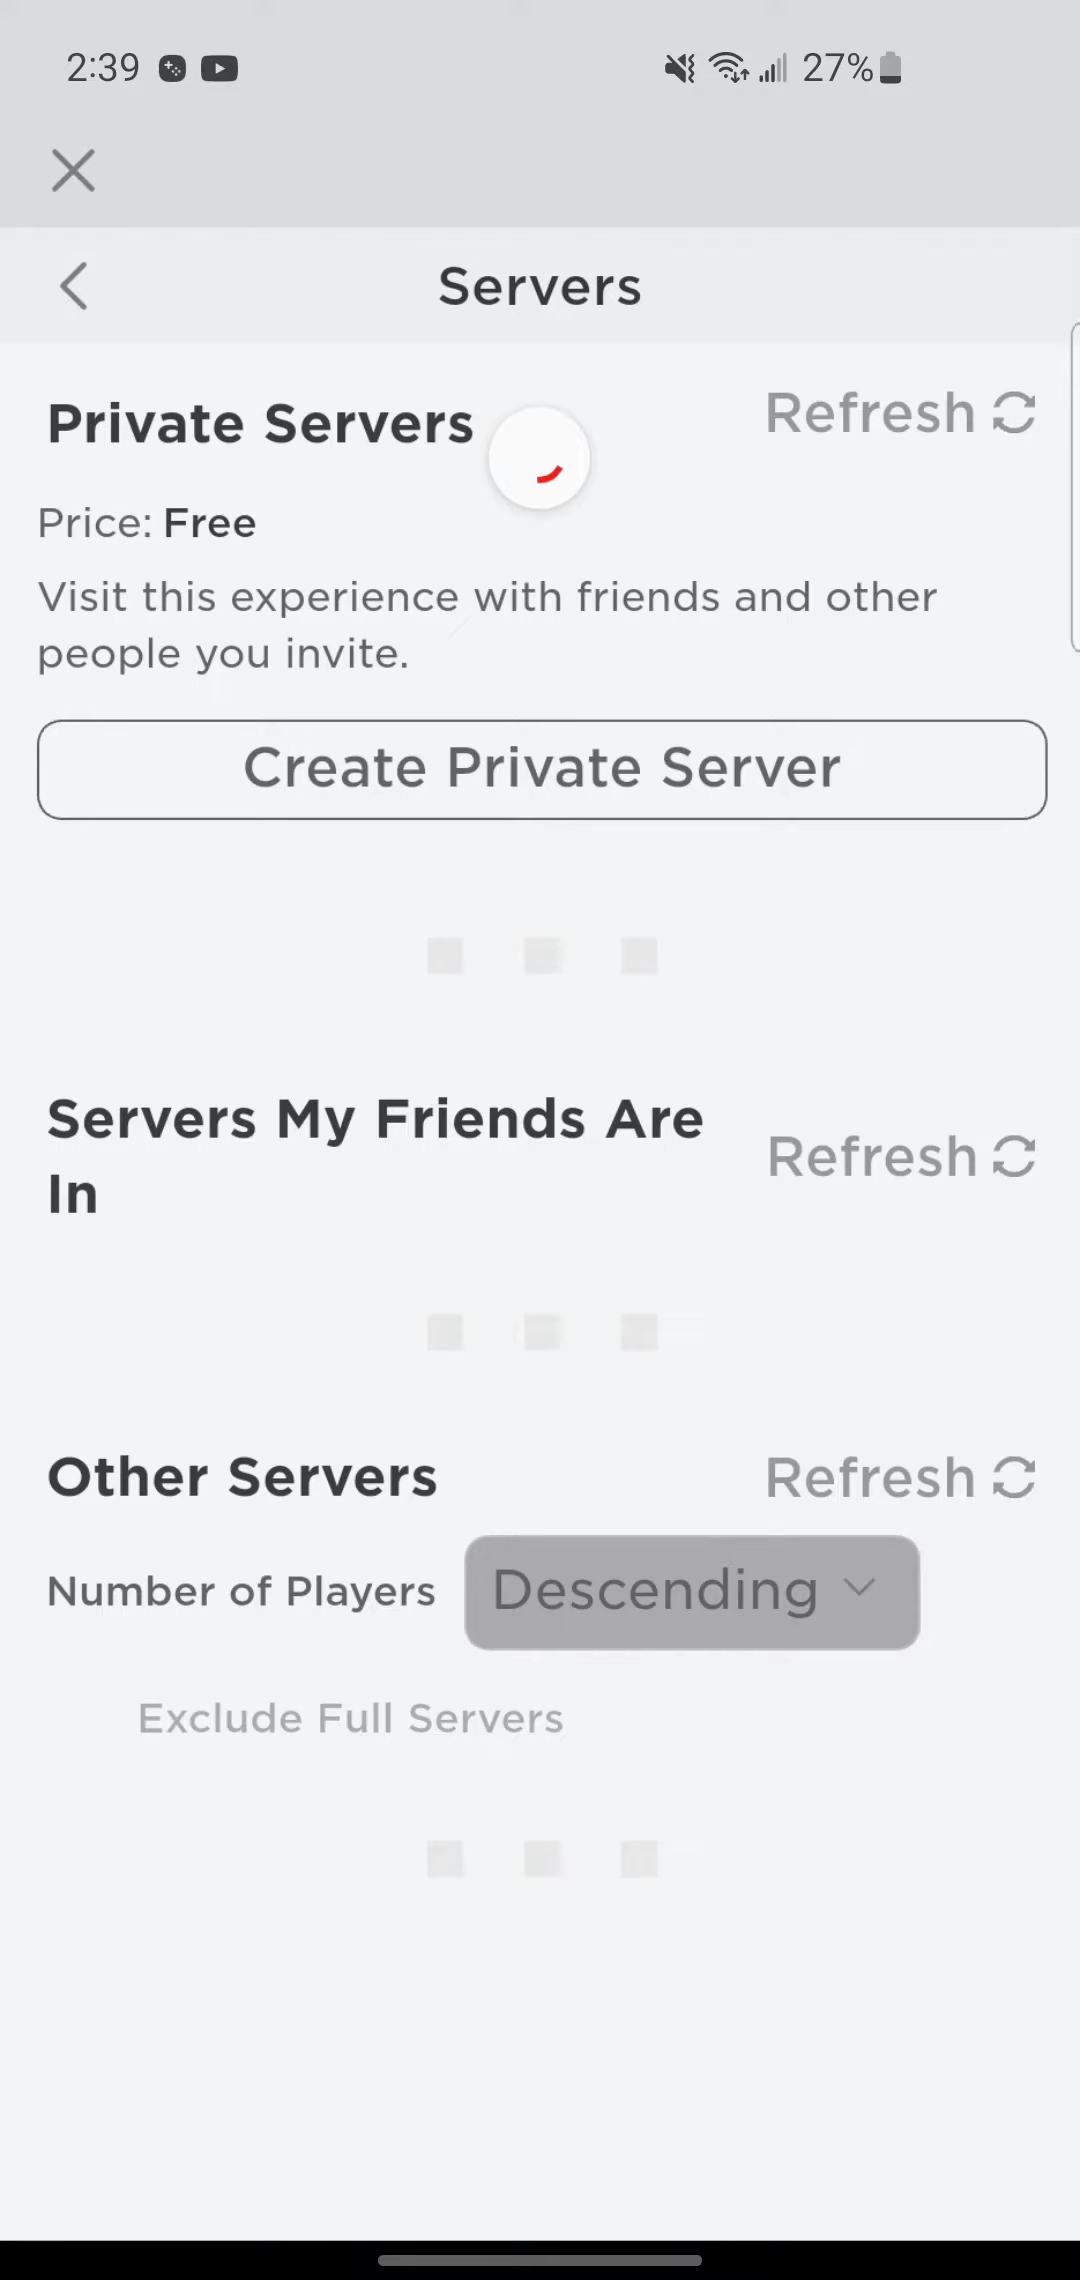 2:39
27%
Servers
Private Servers
Refresh
Price: Free
Visit this experience with friends and other
people you invite.
Create Private Server
Servers My Friends Are
In
Refresh
Other Servers
Refresh
Number of Players
Descending
Exclude Full Servers